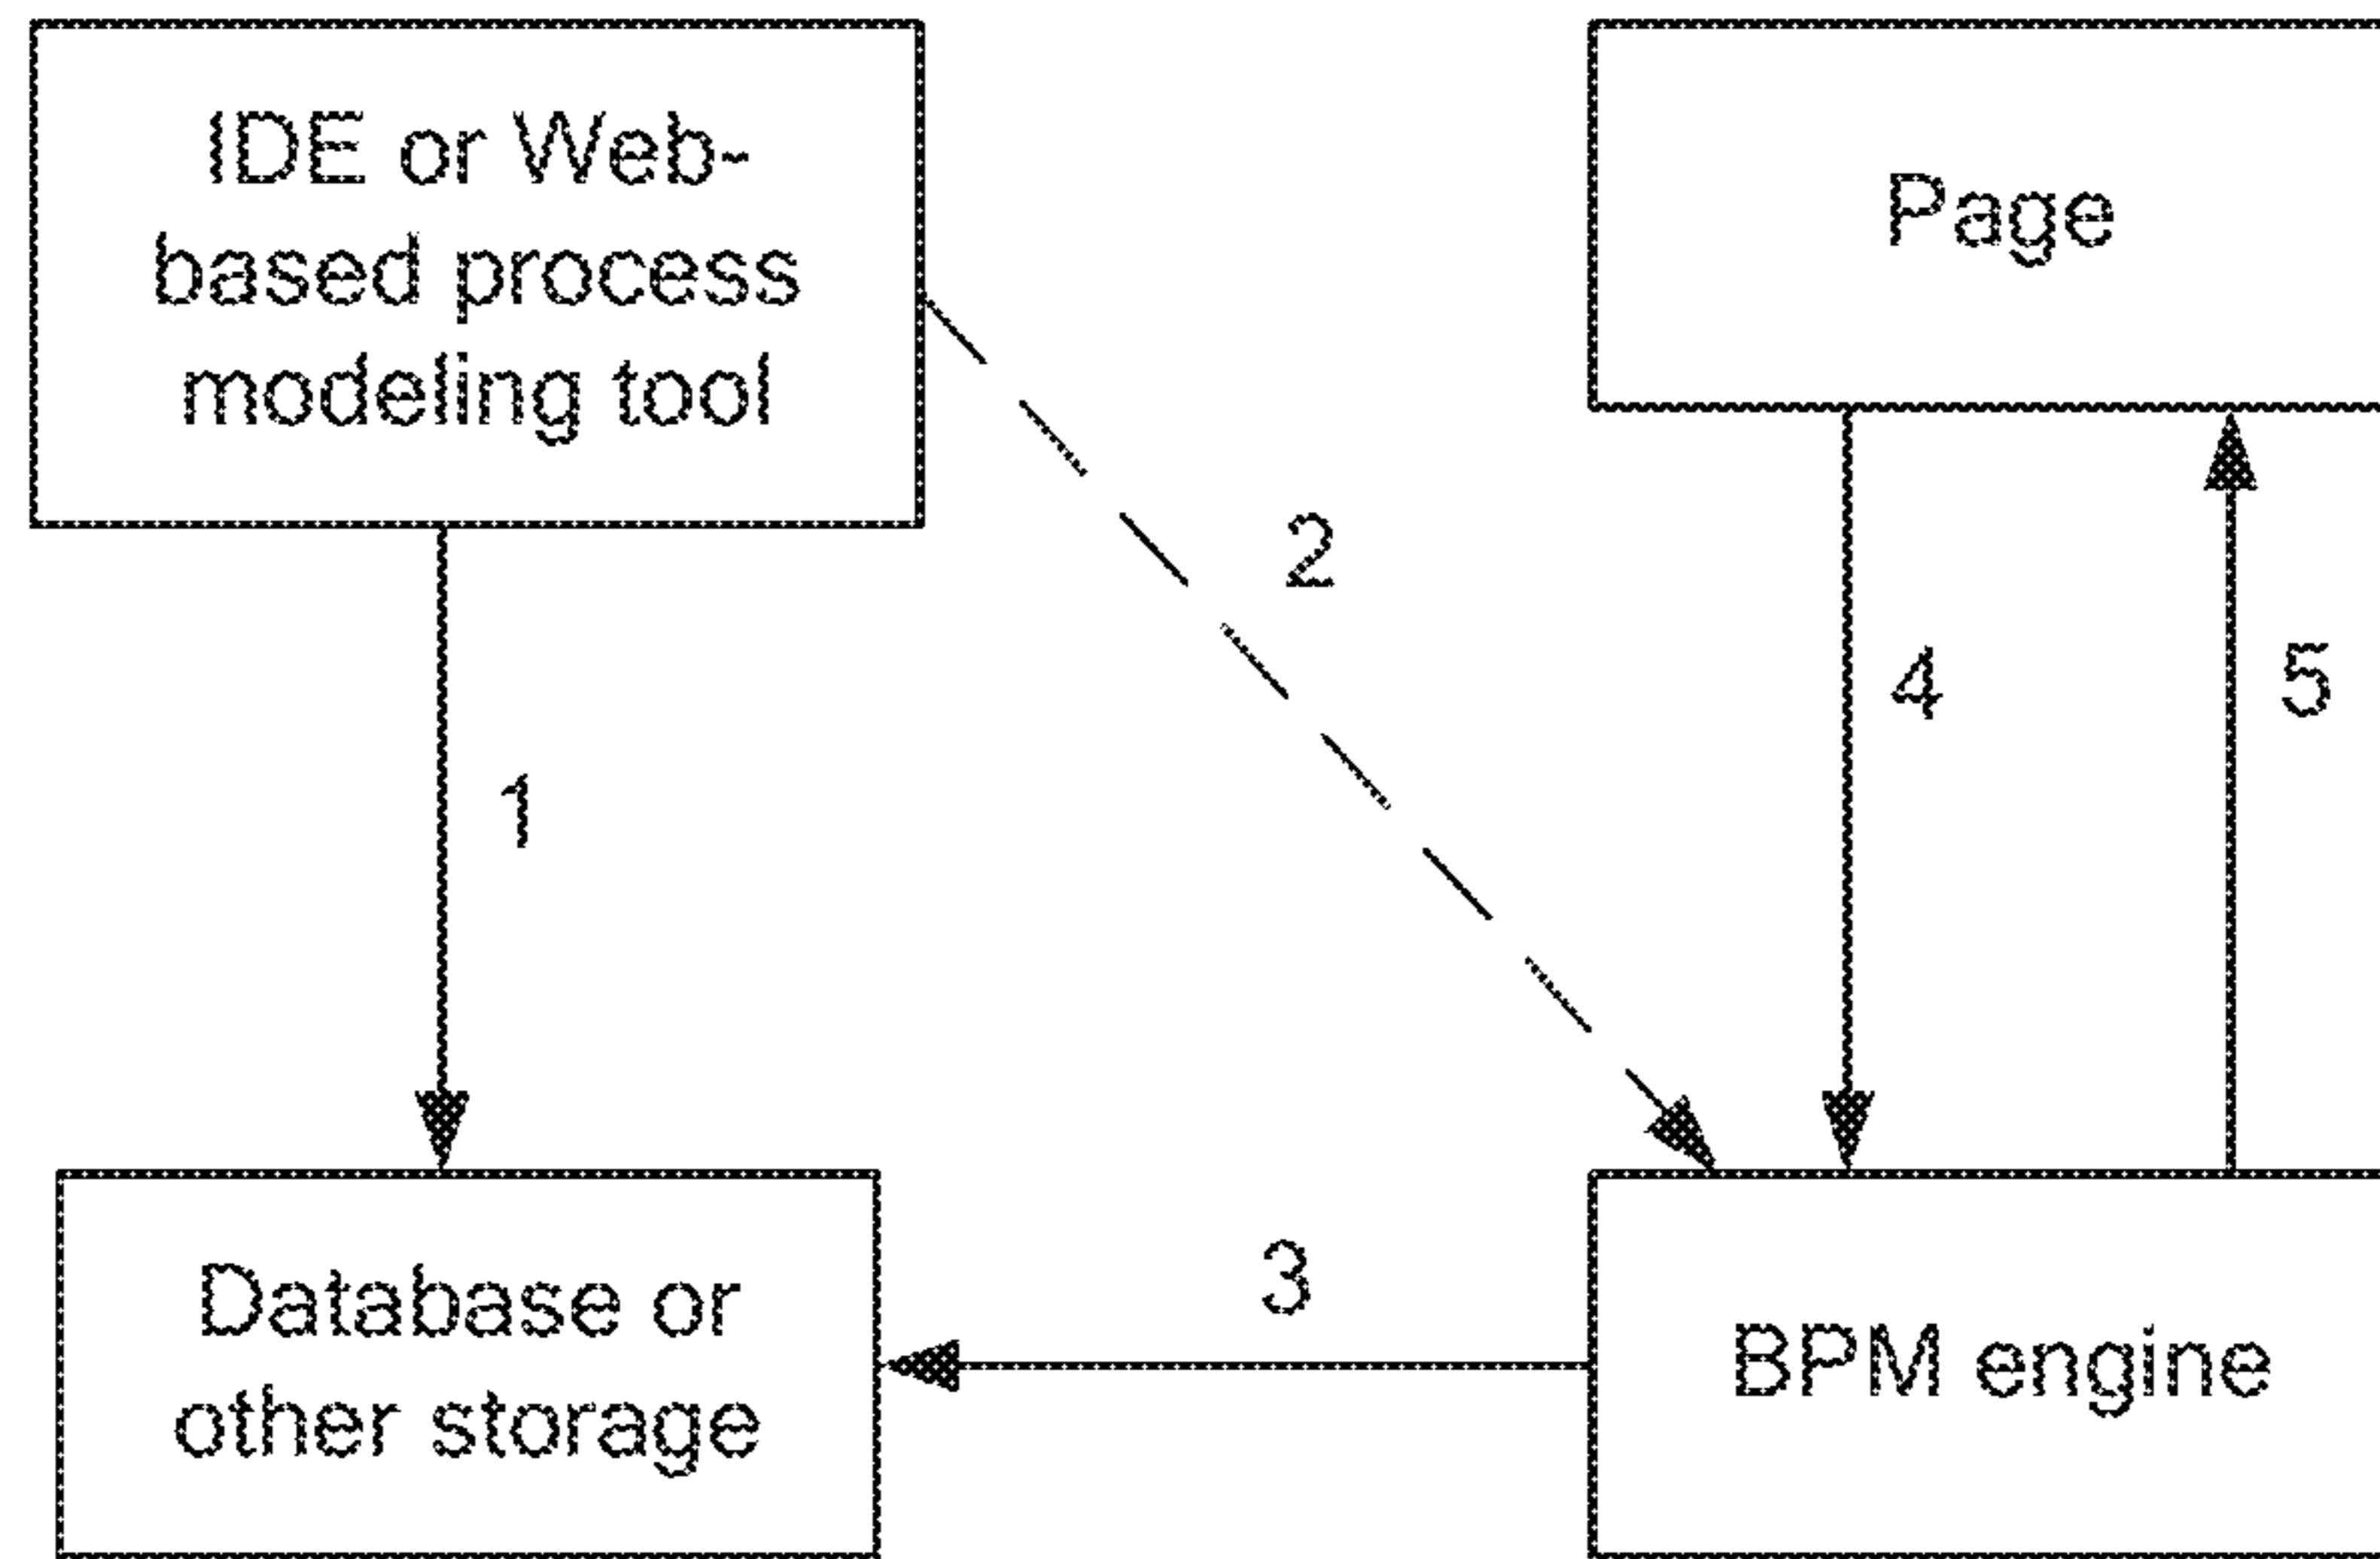 IDE or Web-
based process
modeling tool
Page
2
4
5
1
3
Database or
other storage
BPM engine